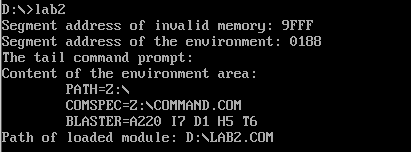 D:\>lab2
Segment address of invalid memory: 9FFF
Segment address of the environment: 0188
The tail command prompt:
Content of the environment area:
PATH=Z:\
COMSPEC=Z:\COMMAND.COM
BLASTER=A220 I7 D1 H5 T6
Path of loaded module: D:\LAB2.COM